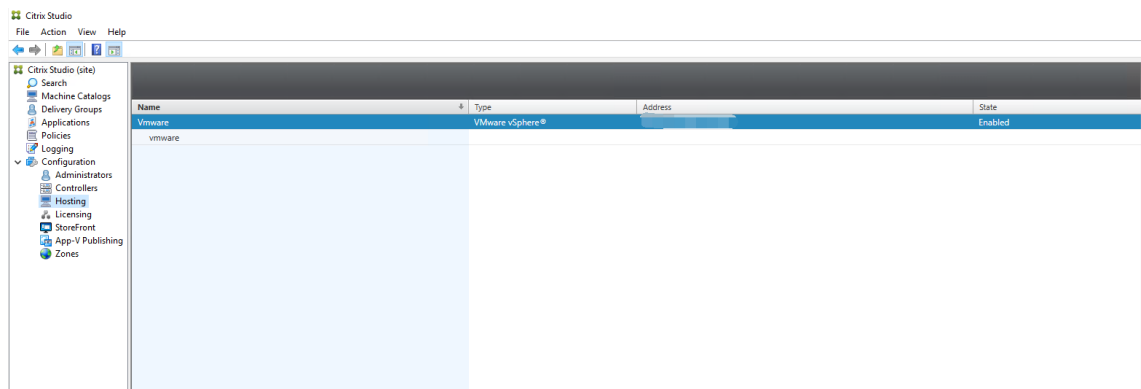 Citrix Studio
File Action View Help
Citrix Studio (site)
Search
Machine Catalogs
Delivery Groups
Applications
Policies
Logging
Configuration
Administrators
Controllers
Hosting
Licensing
StoreFront
App-V Publishing
Zones
Name Type Address State
Vmware VMware vSphere® Enabled
vmware